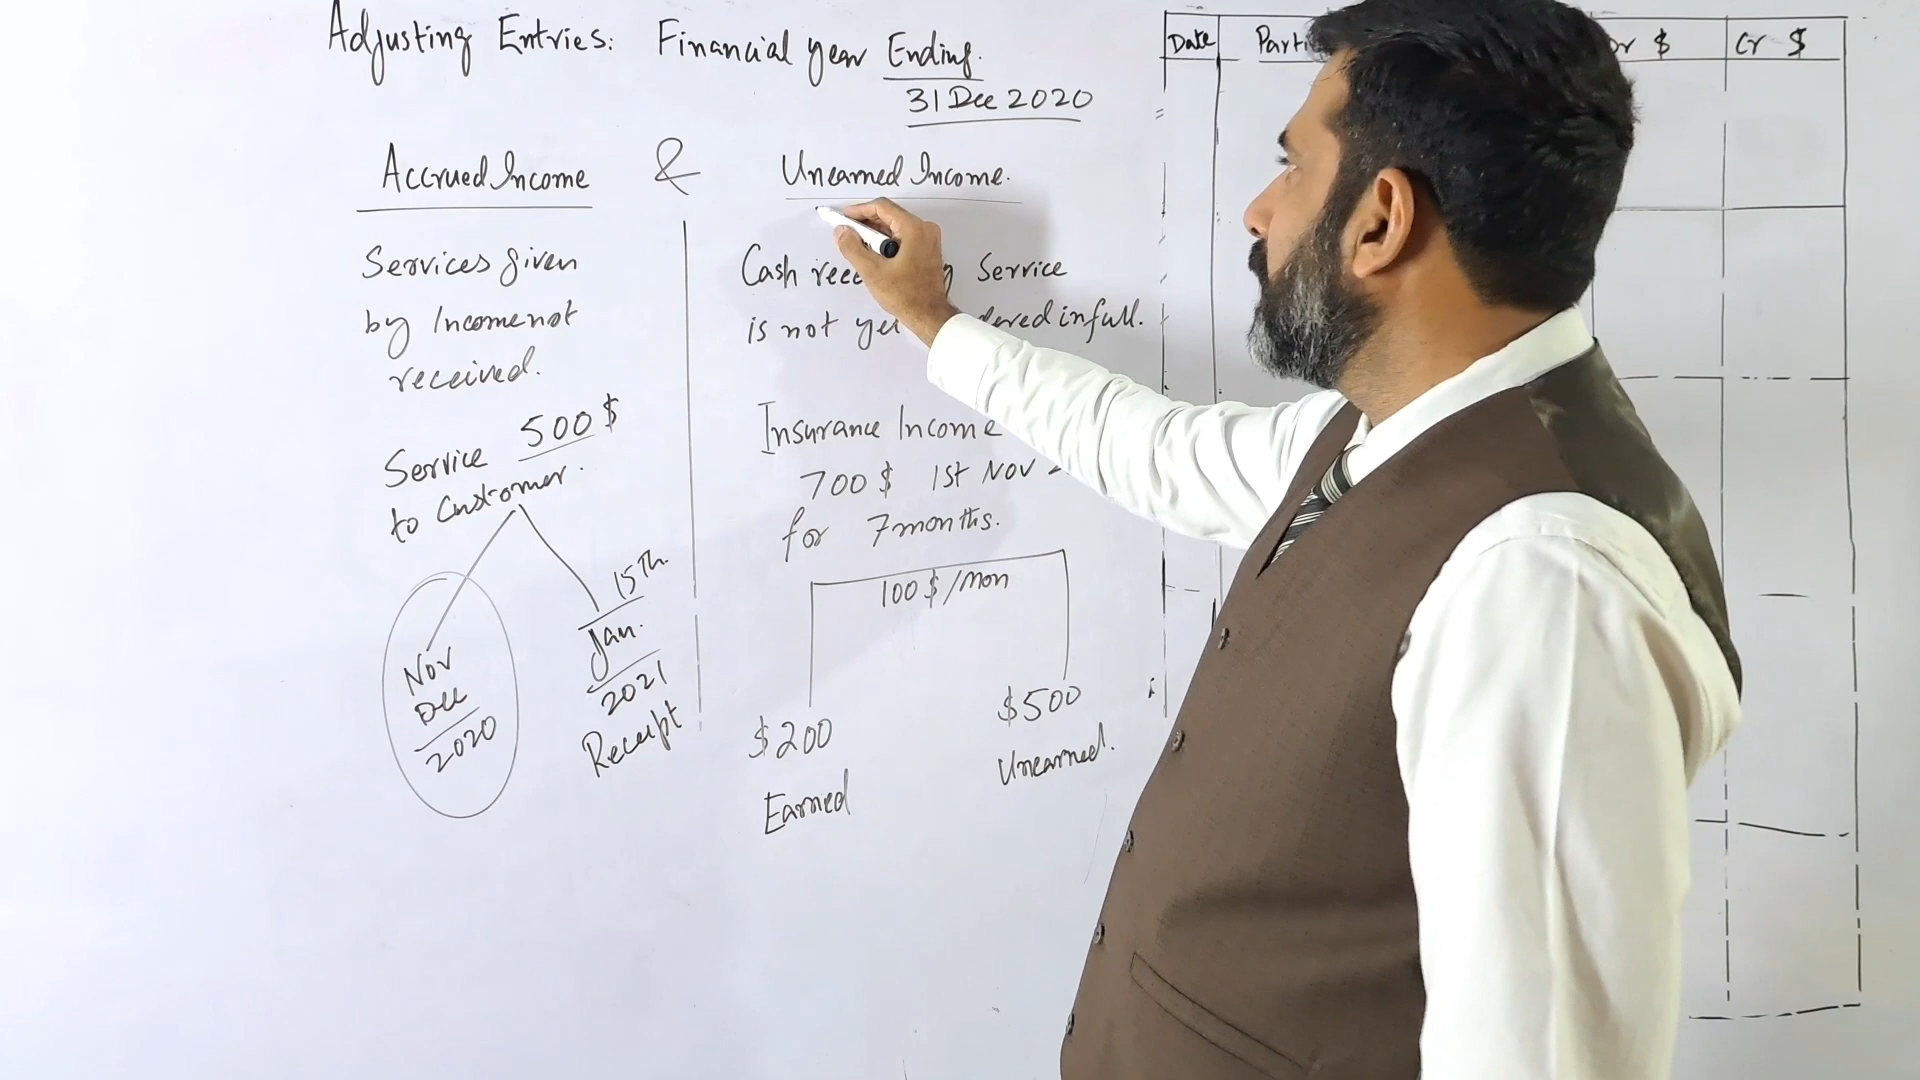 Adjusting Entries: Financial year Ending.
31 Dec 2020
Accrued Income & Unearned Income.
Services given
by Income not
received.
Service 500 $
to Customer.
Nov
Dec
2020
15th
Jan.
2021
Receipt
Cash Service
is not in full.
Insurance Income
700 $ 1st Nov
for 7 months.
100 $ / Mon
$200
Earned
$500
Unearned.
Date Dr $ Cr $